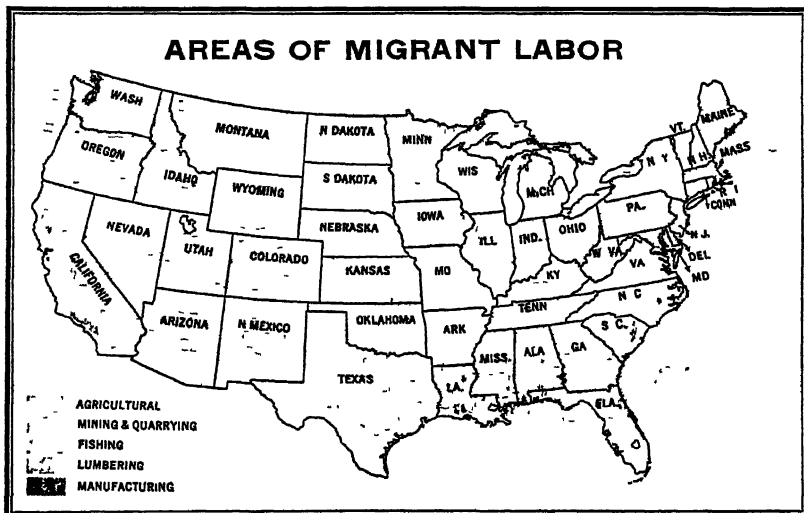 AREAS OF MIGRANT LABOR
WASH
OREGON
IDAHO
MONTANA
WYOMING
N DAKOTA
S DAKOTA
NEBRASKA
KANSAS
OKLAHOMA
TEXAS
NEVADA
UTAH
COLORADO
CALIFORNIA
ARIZONA
N MEXICO
MINN
IOWA
MO
ARK
LA.
WIS
MICH
ILL
IND.
OHIO
KY
TENN
MISS.
ALA
GA
FLA.
S C.
N C
VA
W VA
PA.
N Y
VT.
N H.
MAINE
MASS
R I
CONN
N J.
DEL
MD
AGRICULTURAL
MINING & QUARRYING
FISHING
LUMBERING
MANUFACTURING